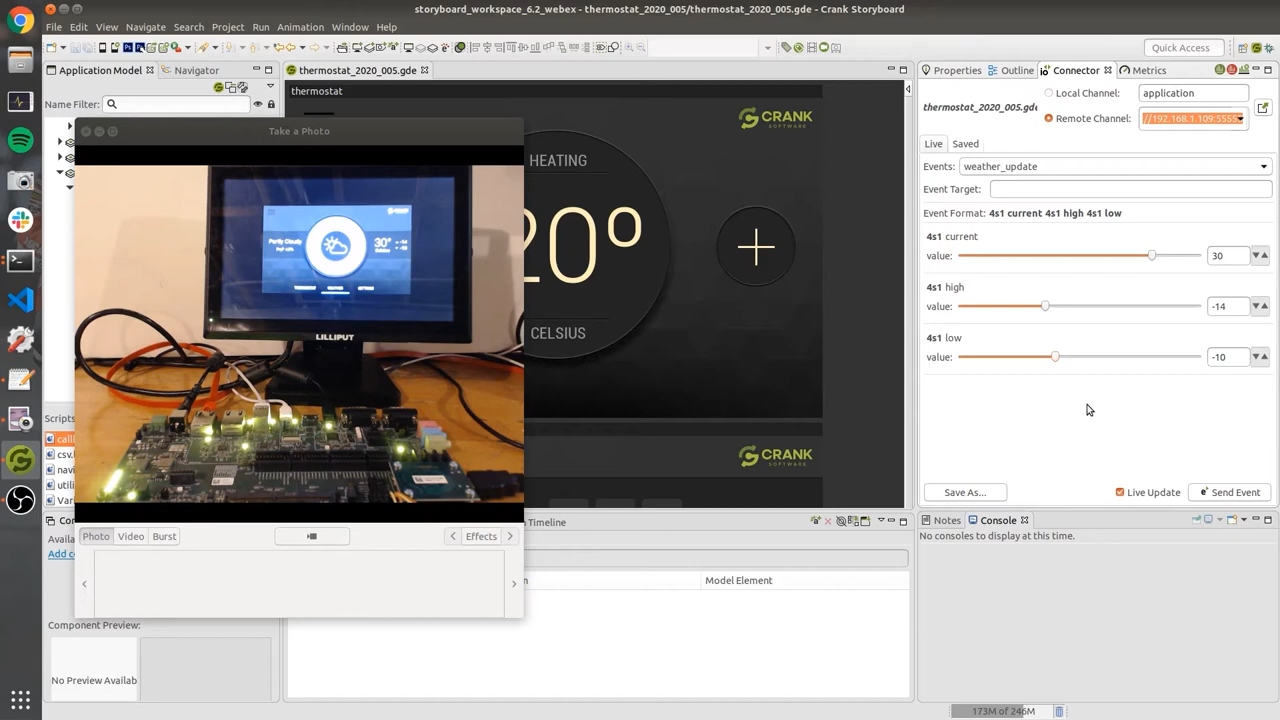 storyboard_workspace_6.2_webex - thermostat_2020_005/thermostat_2020_005.gde - Crank Storyboard
File Edit View Navigate Search Project Run Animation Window Help
Quick Access
Application Model
Navigator
Name Filter:
thermostat_2020_005.gde
thermostat
CRANK
SOFTWARE
HEATING
20°
CELSIUS
CRANK
SOFTWARE
Take a Photo
Partly Cloudy
30°
LILLIPUT
Photo Video Burst
Effects
Scripts
call
csv.l
navi
utili
Var
Con
Availa
Add co
Component Preview:
No Preview Availab
n Timeline
n
Model Element
Properties
Outline
Connector
Metrics
thermostat_2020_005.gde
Local Channel:
application
Remote Channel:
//192.168.1.109:5555
Live
Saved
Events:
weather_update
Event Target:
Event Format: 4s1 current 4s1 high 4s1 low
4s1 current
value:
30
4s1 high
value:
-14
4s1 low
value:
-10
Save As...
Live Update
Send Event
Notes
Console
No consoles to display at this time.
173M of 246M